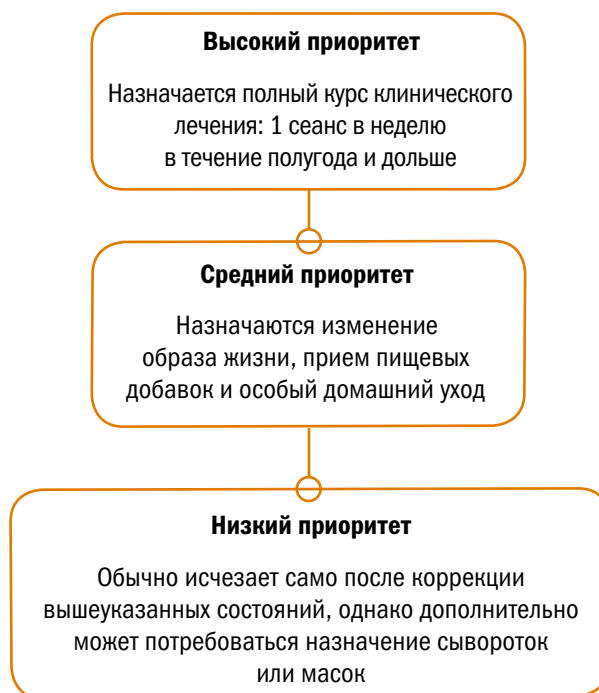 Высокий приоритет
Назначается полный курс клинического
лечения: 1 сеанс в неделю
в течение полугода и дольше
Средний приоритет
Назначаются изменение
образа жизни, прием пищевых
добавок и особый домашний уход
Низкий приоритет
Обычно исчезает само после коррекции
вышеуказанных состояний, однако дополнительно
может потребоваться назначение сывороток
или масок